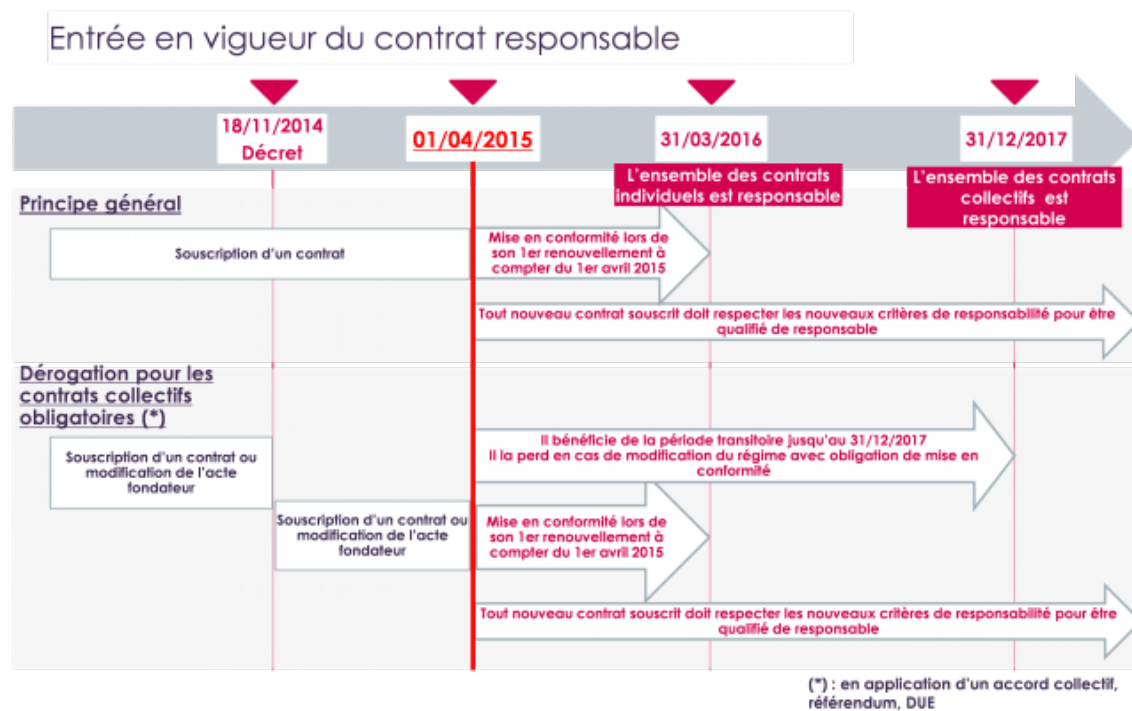 Entrée en vigueur du contrat responsable
18/11/2014
Décret
01/04/2015
31/03/2016
31/12/2017
L'ensemble des contrats
individuels est responsable
L'ensemble des contrats
collectifs est
responsable
Principe général
Souscription d'un contrat
Mise en conformité lors de
son 1er renouvellement à
compter du 1er avril 2015
Tout nouveau contrat souscrit doit respecter les nouveaux critères de responsabilité pour être
qualifié de responsable
Dérogation pour les
contrats collectifs
obligatoires (*)
Souscription d'un contrat ou
modification de l'acte
fondateur
Il bénéficie de la période transitoire jusqu'au 31/12/2017
Il la perd en cas de modification du régime avec obligation de mise en
conformité
Souscription d'un contrat ou
modification de l'acte
fondateur
Mise en conformité lors de
son 1er renouvellement à
compter du 1er avril 2015
Tout nouveau contrat souscrit doit respecter les nouveaux critères de responsabilité pour être
qualifié de responsable
(*) : en application d'un accord collectif,
référendum, DUE